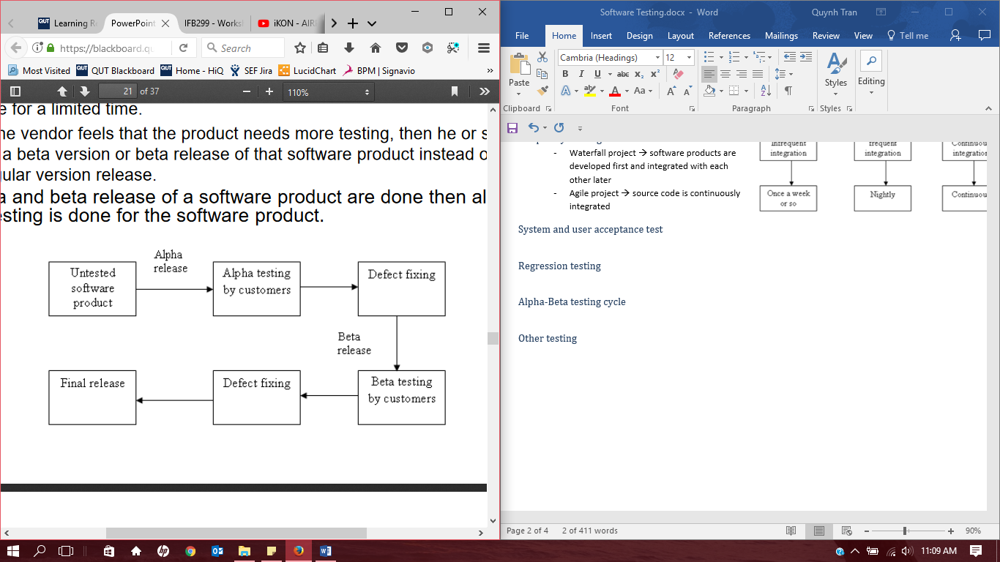 Learning R
PowerPoint
IFB299 - Works
iKON - AIR
https://blackboard.qu
Search
Most Visited
QUT QUT Blackboard
QUT Home - HiQ
SEF Jira
LucidChart
BPM | Signavio
21 of 37
110%
e for a limited time.
he vendor feels that the product needs more testing, then he or s
a beta version or beta release of that software product instead o
gular version release.
a and beta release of a software product are done then al
esting is done for the software product.
Untested
software
product
Alpha
release
Alpha testing
by customers
Defect fixing
Beta
release
Final release
Defect fixing
Beta testing
by customers
Software Testing.docx - Word
Quynh Tran
File Home Insert Design Layout References Mailings Review View Tell me
Paste
Clipboard
Cambria (Headings) 12
B I U abc x₂ x²
A ab A Aa A A
Font
Paragraph
Styles
Styles
Editing
- Waterfall project → software products are
developed first and integrated with each
other later
- Agile project → source code is continuously
integrated
Infrequent
integration
frequent
integration
Continuou
integration
Once a week
or so
Nightly
Continuou
System and user acceptance test
Regression testing
Alpha-Beta testing cycle
Other testing
Page 2 of 4 2 of 411 words
90%
11:09 AM